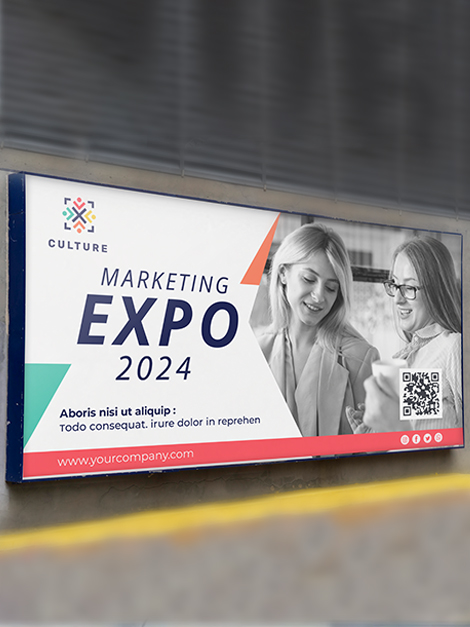 CULTURE
MARKETING
EXPO
2024
Aboris nisi ut aliquip :
Todo consequat. irure dolor in reprehen
www.yourcompany.com